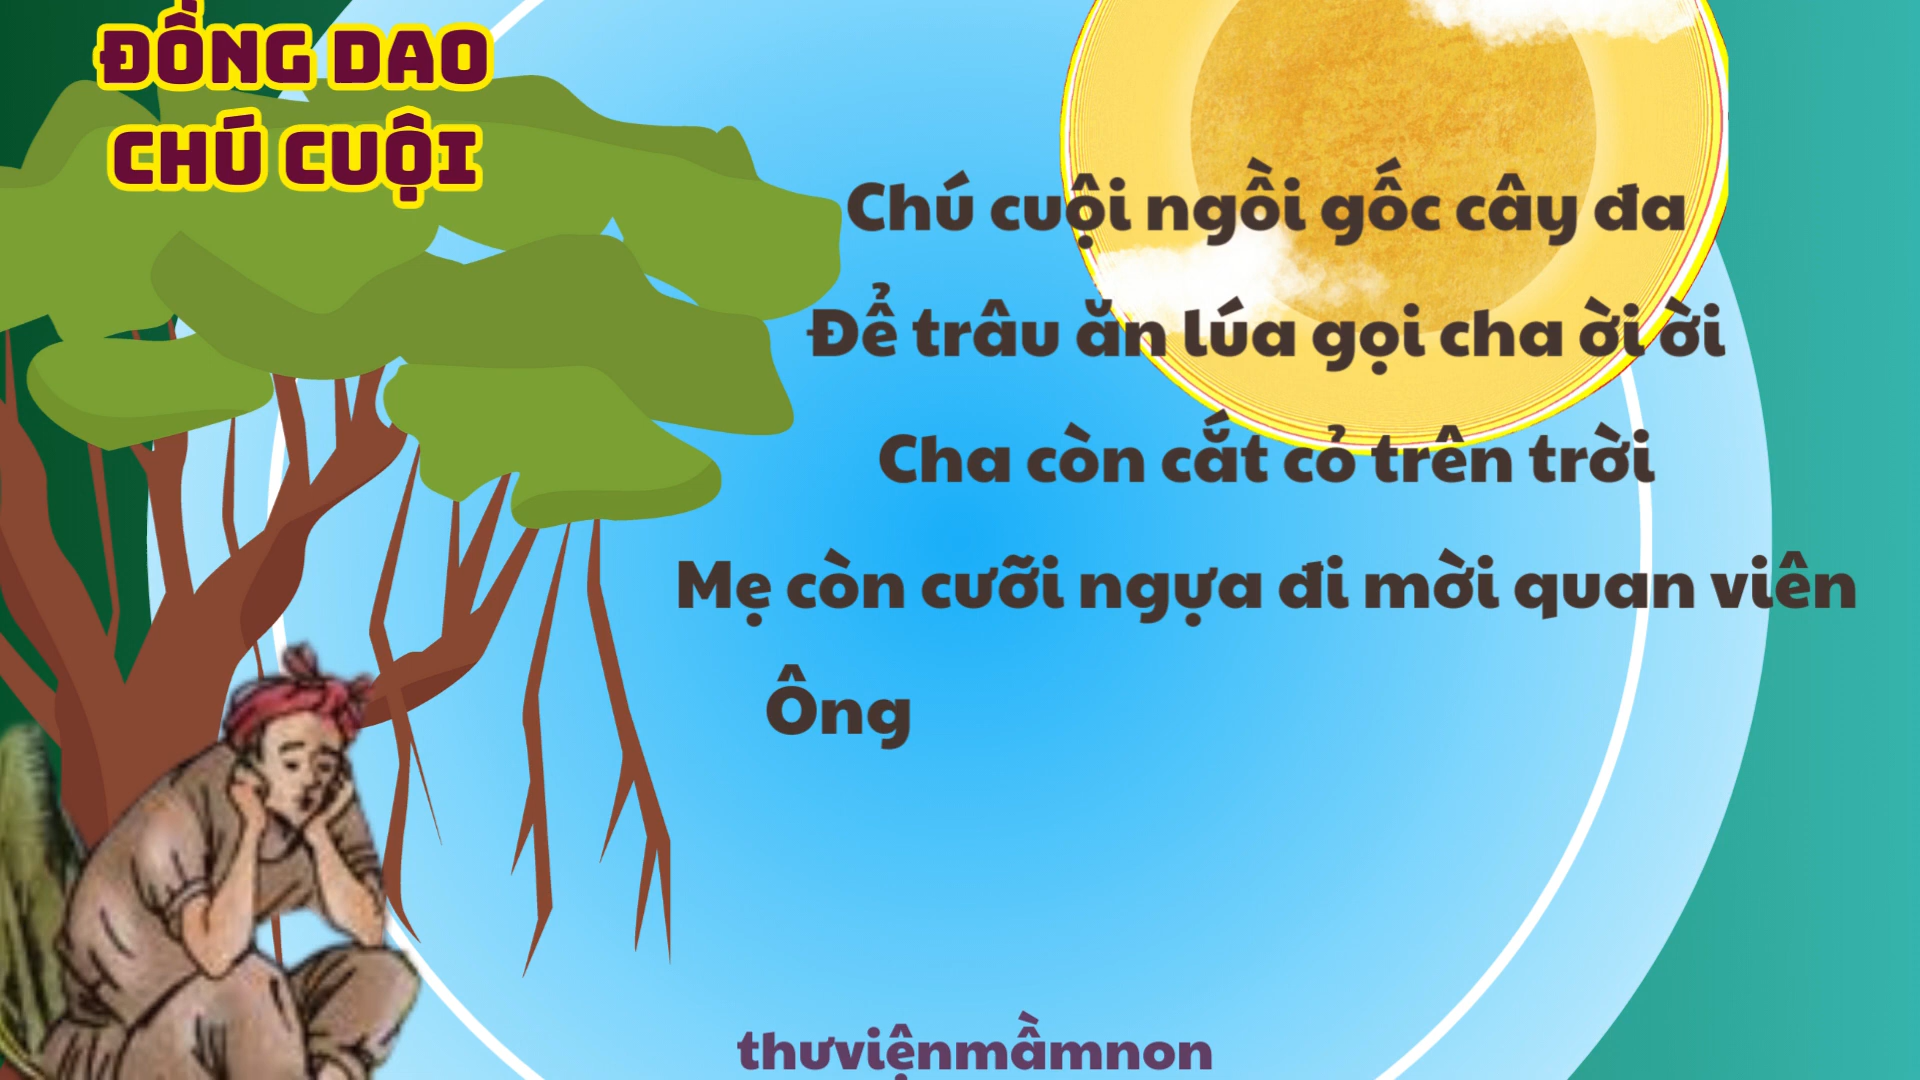 ĐỒNG DAO
CHÚ CUỘI
Chú cuội ngồi gốc cây đa
Để trâu ăn lúa gọi cha ời ời
Cha còn cắt cỏ trên trời
Mẹ còn cưỡi ngựa đi mời quan viên
Ông
thưviệnmầmnon